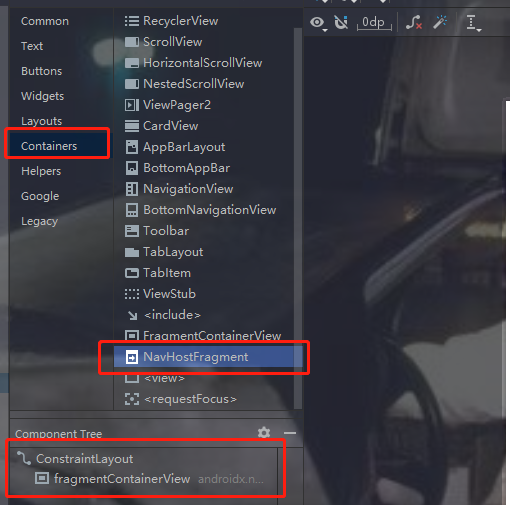 Common
Text
Buttons
Widgets
Layouts
Containers
Helpers
Google
Legacy
RecyclerView
ScrollView
HorizontalScrollView
NestedScrollView
ViewPager2
CardView
AppBarLayout
BottomAppBar
NavigationView
BottomNavigationView
Toolbar
TabLayout
TabItem
ViewStub
<include>
FragmentContainerView
NavHostFragment
<view>
<requestFocus>
0dp
Component Tree
ConstraintLayout
fragmentContainerView androidx.n...